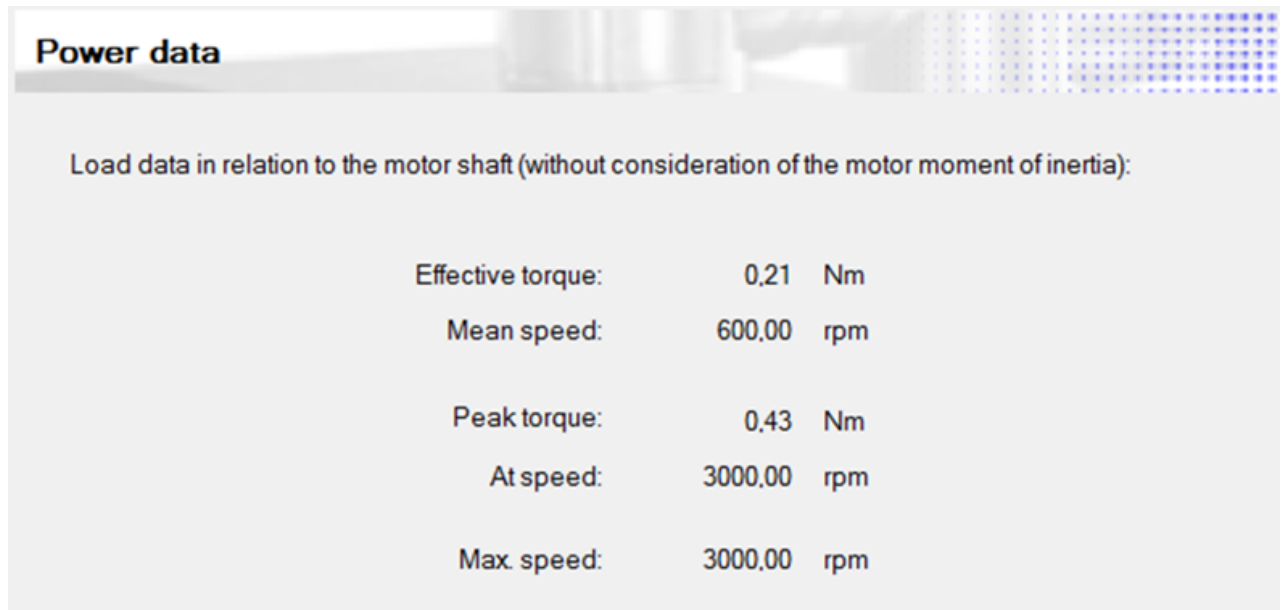 Power data
Load data in relation to the motor shaft (without consideration of the motor moment of inertia):
Effective torque: 0,21 Nm
Mean speed: 600,00 rpm
Peak torque: 0,43 Nm
At speed: 3000,00 rpm
Max. speed: 3000,00 rpm